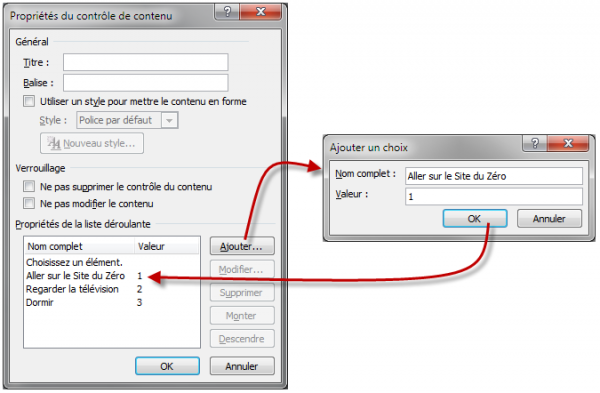 Propriétés du contrôle de contenu
Général
Titre :
Balise :
Utiliser un style pour mettre le contenu en forme
Style : Police par défaut
Nouveau style...
Verrouillage
Ne pas supprimer le contrôle du contenu
Ne pas modifier le contenu
Propriétés de la liste déroulante
Nom complet Valeur
Choisissez un élément.
Aller sur le Site du Zéro 1
Regarder la télévision 2
Dormir 3
Ajouter...
Modifier...
Supprimer
Monter
Descendre
OK Annuler
Ajouter un choix
Nom complet : Aller sur le Site du Zéro
Valeur : 1
OK Annuler